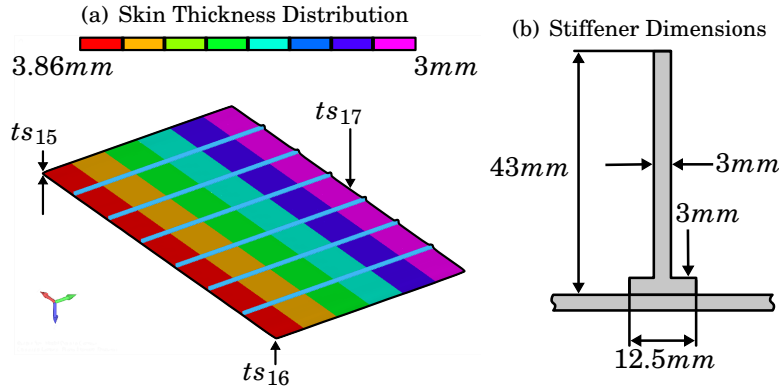 (a) Skin Thickness Distribution
3.86mm
3mm
ts15
ts17
ts16
(b) Stiffener Dimensions
43mm
3mm
3mm
12.5mm